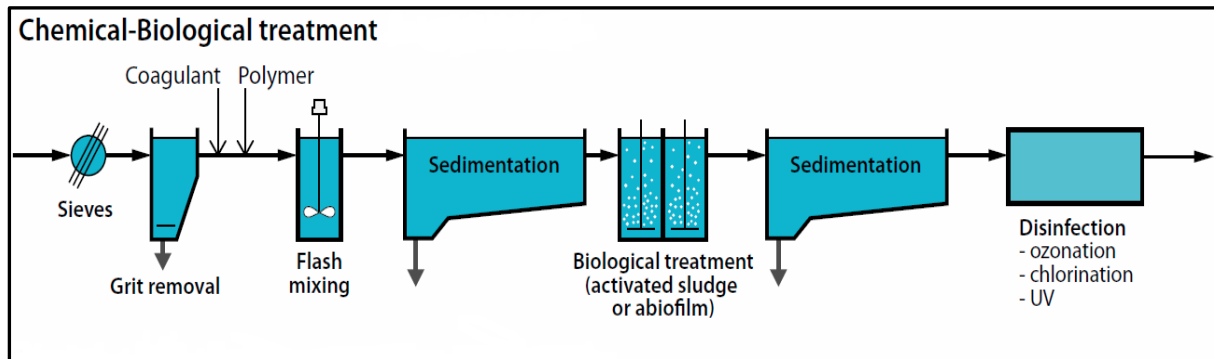 Chemical-Biological treatment
Coagulant Polymer
Sieves
Grit removal
Flash
mixing
Sedimentation
Biological treatment
(activated sludge
or abiofilm)
Sedimentation
Disinfection
- ozonation
- chlorination
- UV